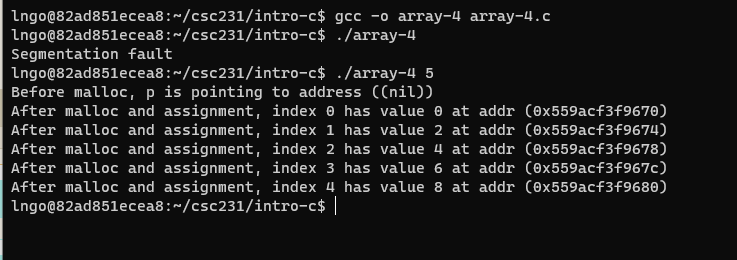 lngo@82ad851ecea8:~/csc231/intro-c$ gcc -o array-4 array-4.c
lngo@82ad851ecea8:~/csc231/intro-c$ ./array-4
Segmentation fault
lngo@82ad851ecea8:~/csc231/intro-c$ ./array-4 5
Before malloc, p is pointing to address ((nil))
After malloc and assignment, index 0 has value 0 at addr (0x559acf3f9670)
After malloc and assignment, index 1 has value 2 at addr (0x559acf3f9674)
After malloc and assignment, index 2 has value 4 at addr (0x559acf3f9678)
After malloc and assignment, index 3 has value 6 at addr (0x559acf3f967c)
After malloc and assignment, index 4 has value 8 at addr (0x559acf3f9680)
lngo@82ad851ecea8:~/csc231/intro-c$